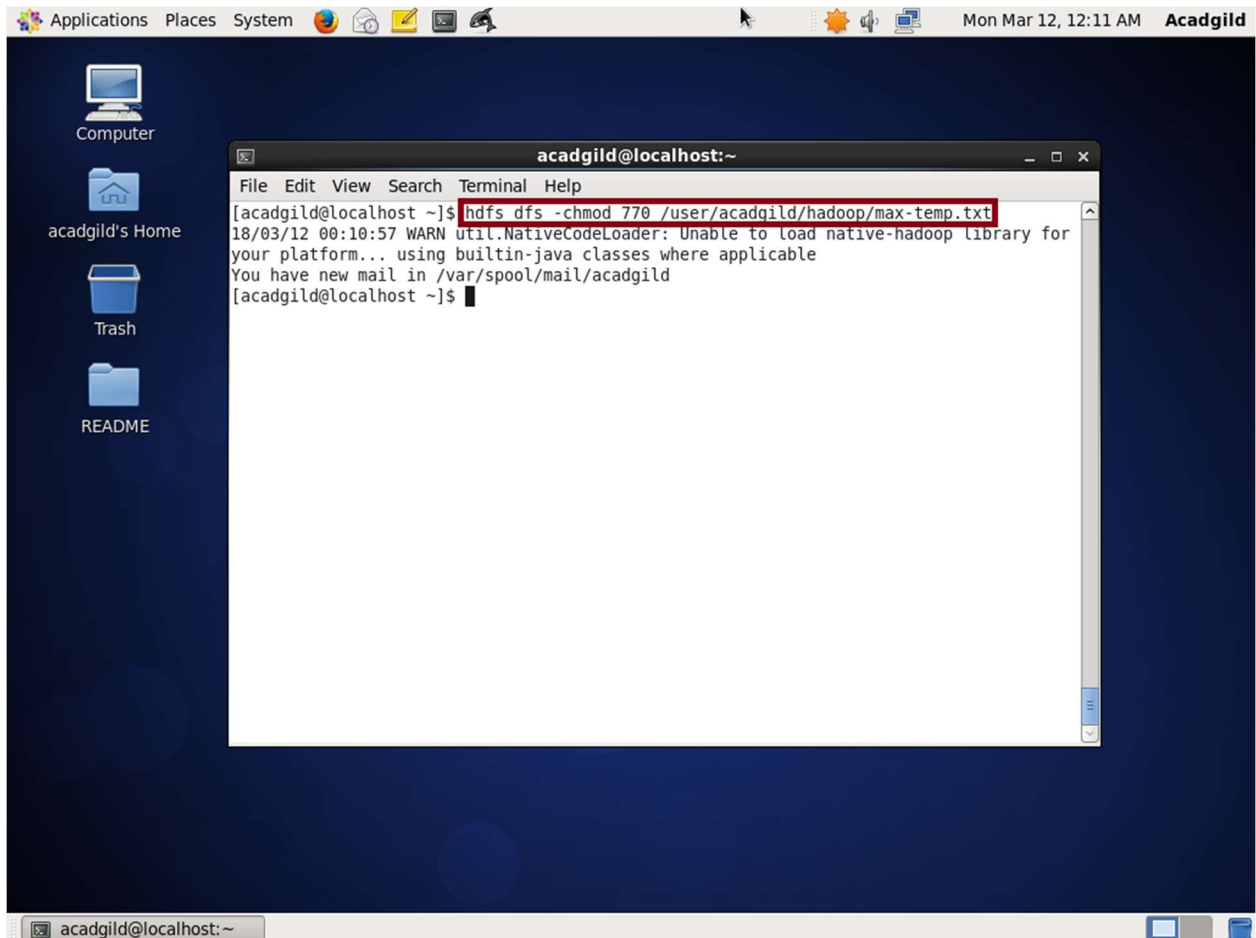 Applications Places System Mon Mar 12, 12:11 AM Acadgild
Computer
acadgild's Home
Trash
README
acadgild@localhost:~
File Edit View Search Terminal Help
[acadgild@localhost ~]$ hdfs dfs -chmod 770 /user/acadgild/hadoop/max-temp.txt
18/03/12 00:10:57 WARN util.NativeCodeLoader: Unable to load native-hadoop library for
your platform... using builtin-java classes where applicable
You have new mail in /var/spool/mail/acadgild
[acadgild@localhost ~]$
acadgild@localhost:~